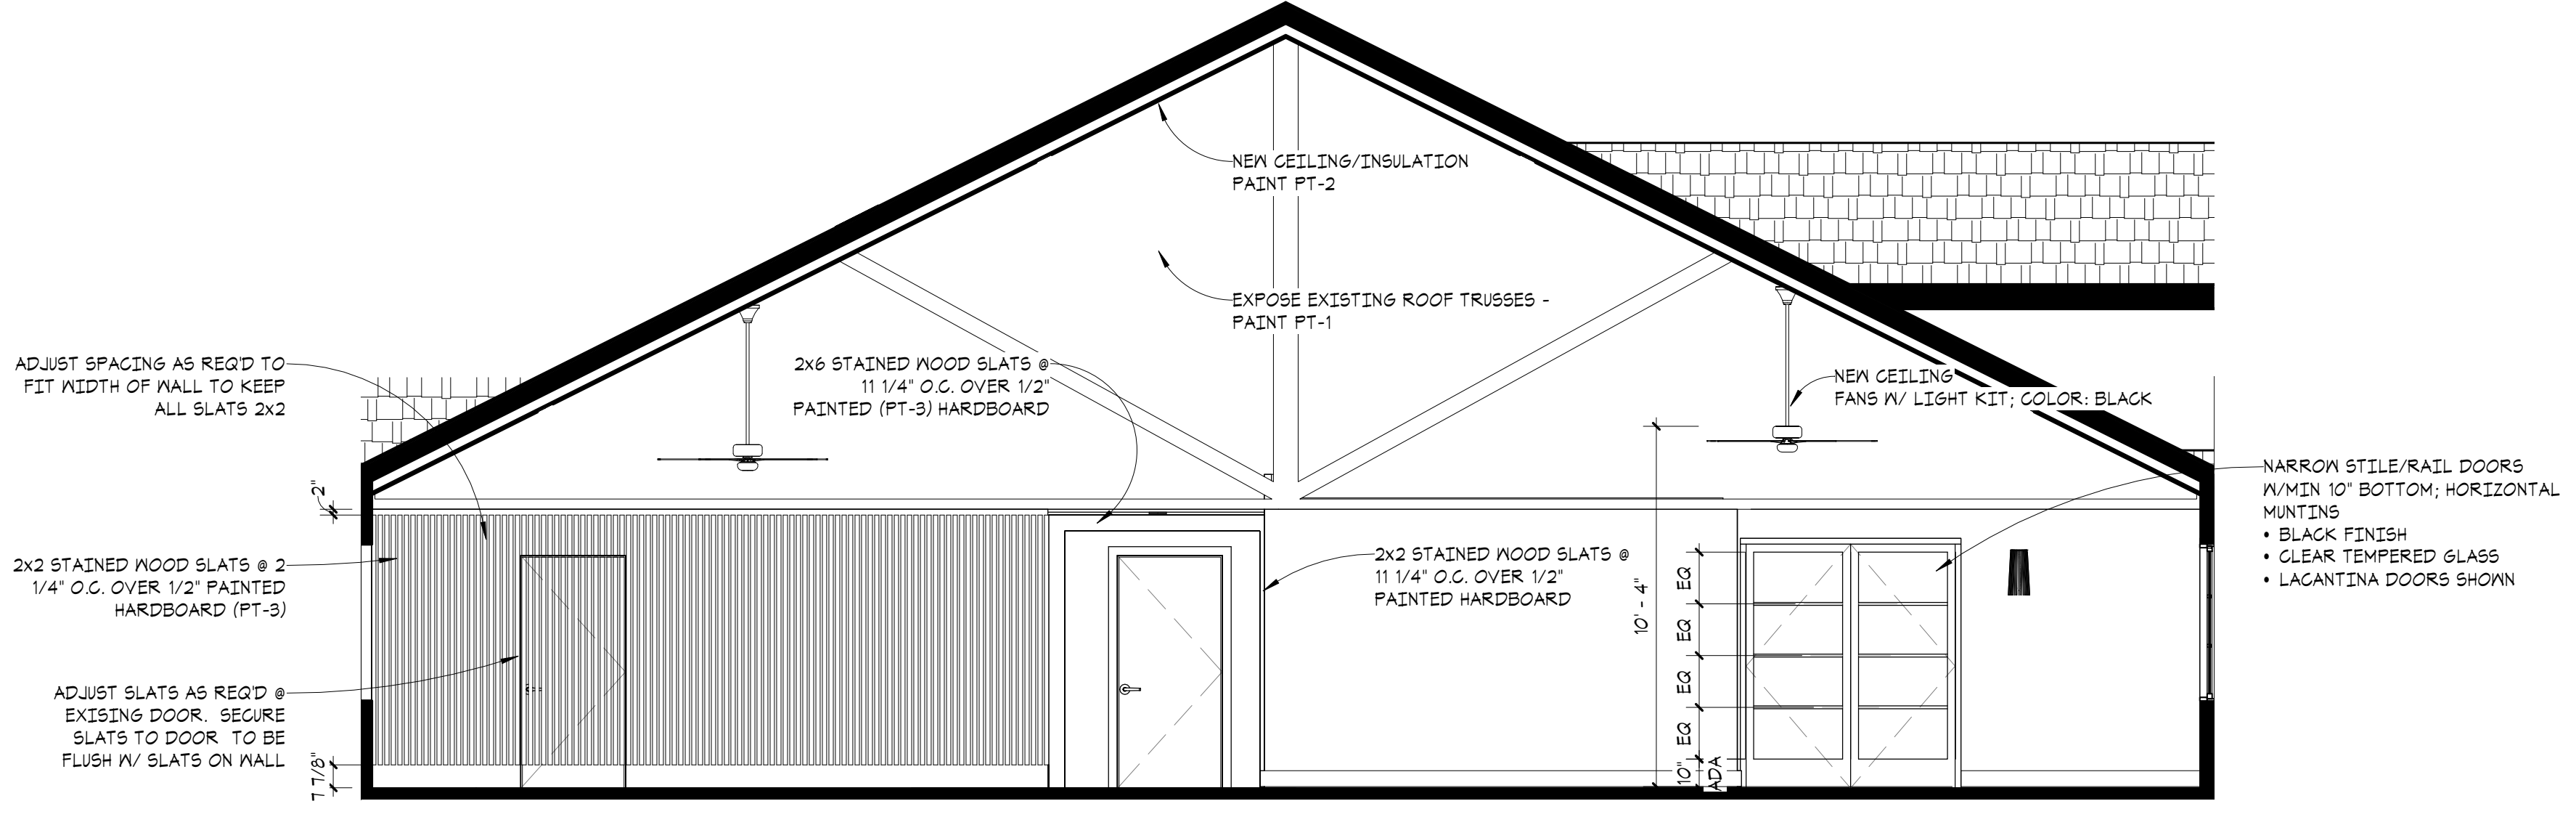 NEW CEILING/INSULATION
PAINT PT-2
EXPOSE EXISTING ROOF TRUSSES -
PAINT PT-1
ADJUST SPACING AS REQ'D TO
FIT WIDTH OF WALL TO KEEP
ALL SLATS 2x2
2x6 STAINED WOOD SLATS @
11 1/4" O.C. OVER 1/2"
PAINTED (PT-3) HARDBOARD
NEW CEILING
FANS W/ LIGHT KIT; COLOR: BLACK
NARROW STILE/RAIL DOORS
W/MIN 10" BOTTOM; HORIZONTAL
MUNTINS
• BLACK FINISH
• CLEAR TEMPERED GLASS
• LACANTINA DOORS SHOWN
2"
2x2 STAINED WOOD SLATS @ 2
1/4" O.C. OVER 1/2" PAINTED
HARDBOARD (PT-3)
2x2 STAINED WOOD SLATS @
11 1/4" O.C. OVER 1/2"
PAINTED HARDBOARD
10' - 4"
EQ
EQ
EQ
EQ
10"
ADA
ADJUST SLATS AS REQ'D @
EXISING DOOR. SECURE
SLATS TO DOOR TO BE
FLUSH W/ SLATS ON WALL
7 7/8"